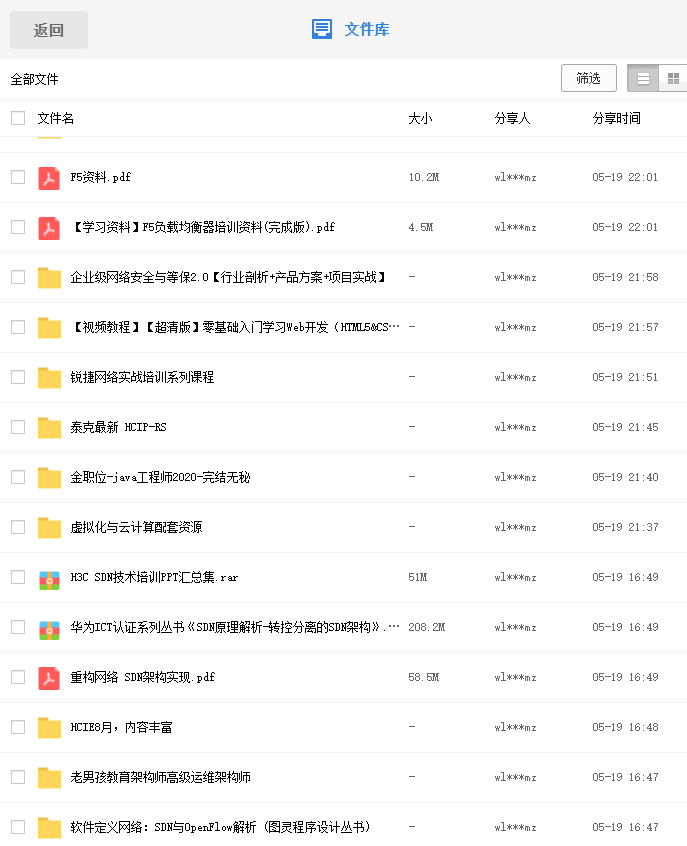 返回
文件库
全部文件
筛选
文件名 大小 分享人 分享时间
F5资料.pdf 10.2M wl***mz 05-19 22:01
【学习资料】F5负载均衡器培训资料(完成版).pdf 4.5M wl***mz 05-19 22:01
企业级网络安全与等保2.0【行业剖析+产品方案+项目实战】 - wl***mz 05-19 21:58
【视频教程】【超清版】零基础入门学习Web开发（HTML5&CS… - wl***mz 05-19 21:57
锐捷网络实战培训系列课程 - wl***mz 05-19 21:51
泰克最新 HCIP-RS - wl***mz 05-19 21:45
金职位-java工程师2020-完结无秘 - wl***mz 05-19 21:40
虚拟化与云计算配套资源 - wl***mz 05-19 21:37
H3C SDN技术培训PPT汇总集.rar 51M wl***mz 05-19 16:49
华为ICT认证系列丛书《SDN原理解析-转控分离的SDN架构》.… 208.2M wl***mz 05-19 16:49
重构网络 SDN架构实现.pdf 58.5M wl***mz 05-19 16:49
HCIE8月，内容丰富 - wl***mz 05-19 16:48
老男孩教育架构师高级运维架构师 - wl***mz 05-19 16:47
软件定义网络：SDN与OpenFlow解析（图灵程序设计丛书） - wl***mz 05-19 16:47